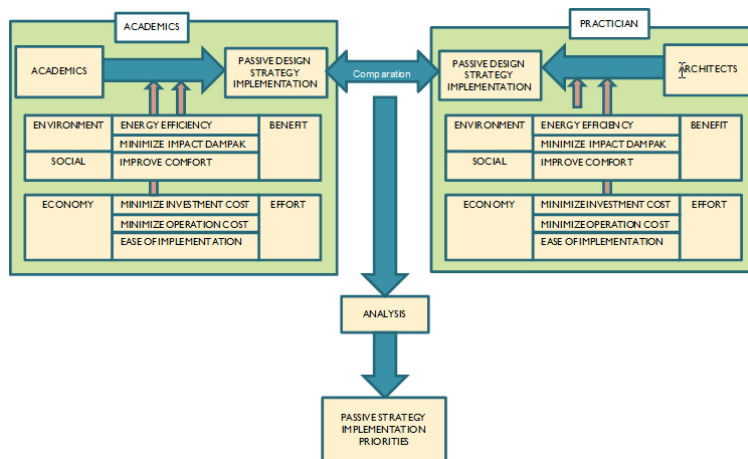 ACADEMICS
ACADEMICS
PASSIVE DESIGN
STRATEGY
IMPLEMENTATION
ENVIRONMENT
ENERGY EFFICIENCY
BENEFIT
MINIMIZE IMPACT DAMPAK
SOCIAL
IMPROVE COMFORT
ECONOMY
MINIMIZE INVESTMENT COST
EFFORT
MINIMIZE OPERATION COST
EASE OF IMPLEMENTATION
Comparation
PRACTICIAN
PASSIVE DESIGN
STRATEGY
IMPLEMENTATION
ARCHITECTS
ENVIRONMENT
ENERGY EFFICIENCY
BENEFIT
MINIMIZE IMPACT DAMPAK
SOCIAL
IMPROVE COMFORT
ECONOMY
MINIMIZE INVESTMENT COST
EFFORT
MINIMIZE OPERATION COST
EASE OF IMPLEMENTATION
ANALYSIS
PASSIVE STRATEGY
IMPLEMENTATION
PRIORITIES